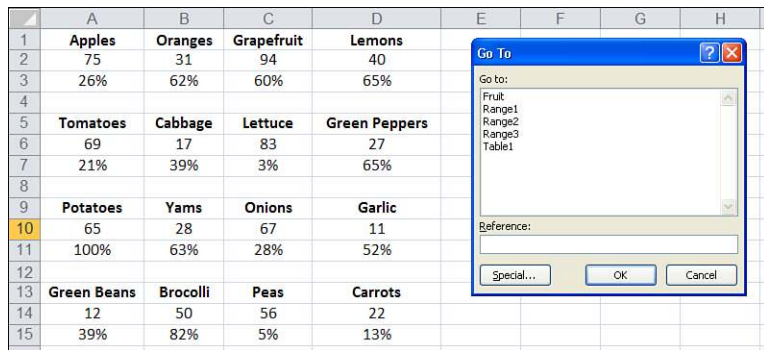 A B C D E F G H
1 Apples Oranges Grapefruit Lemons
2 75 31 94 40
3 26% 62% 60% 65%
4
5 Tomatoes Cabbage Lettuce Green Peppers
6 69 17 83 27
7 21% 39% 3% 65%
8
9 Potatoes Yams Onions Garlic
10 65 28 67 11
11 100% 63% 28% 52%
12
13 Green Beans Brocolli Peas Carrots
14 12 50 56 22
15 39% 82% 5% 13%
Go To
Go to:
Fruit
Range1
Range2
Range3
Table1
Reference:
Special... OK Cancel